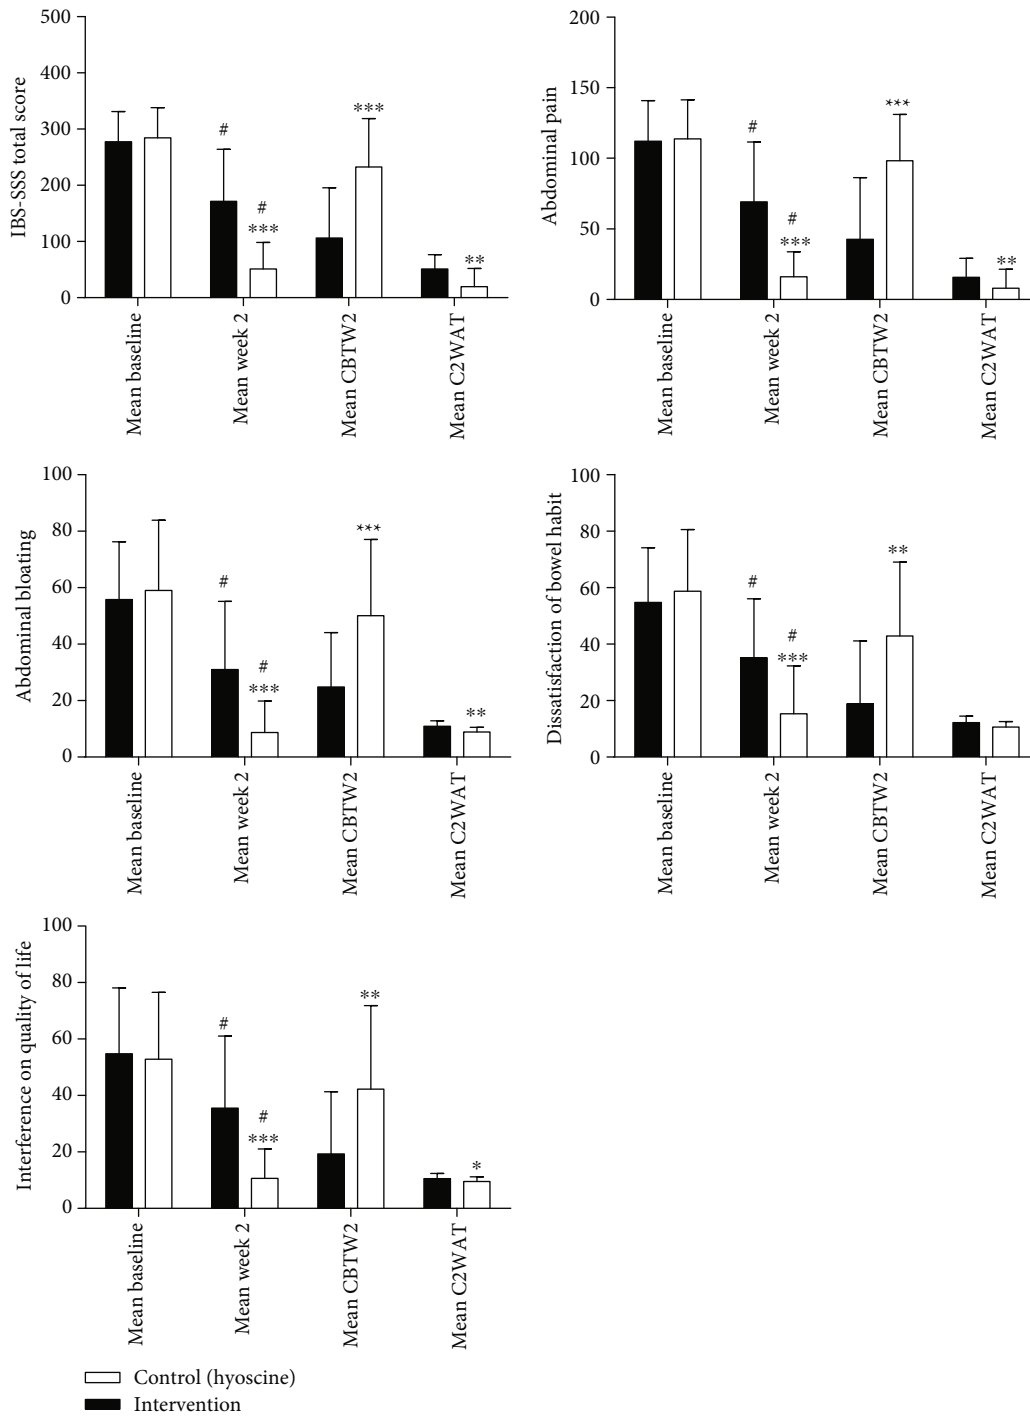 IBS-SSS total score
500
400
300
200
100
0
#
#
***
***
**
Mean baseline
Mean week 2
Mean CBTW2
Mean C2WAT
Abdominal pain
200
150
100
50
0
#
#
***
***
**
Mean baseline
Mean week 2
Mean CBTW2
Mean C2WAT
Abdominal bloating
100
80
60
40
20
0
#
#
***
***
**
Mean baseline
Mean week 2
Mean CBTW2
Mean C2WAT
Dissatisfaction of bowel habit
100
80
60
40
20
0
#
#
***
**
Mean baseline
Mean week 2
Mean CBTW2
Mean C2WAT
Interference on quality of life
100
80
60
40
20
0
#
#
***
**
*
Mean baseline
Mean week 2
Mean CBTW2
Mean C2WAT
Control (hyoscine)
Intervention